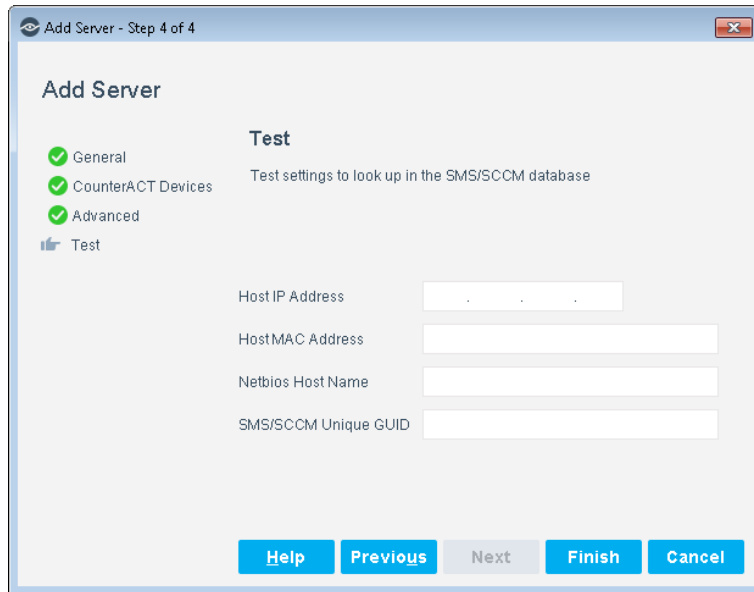 Add Server - Step 4 of 4
Add Server
General
CounterACT Devices
Advanced
Test
Test
Test settings to look up in the SMS/SCCM database
Host IP Address . . .
Host MAC Address
Netbios Host Name
SMS/SCCM Unique GUID
Help Previous Next Finish Cancel